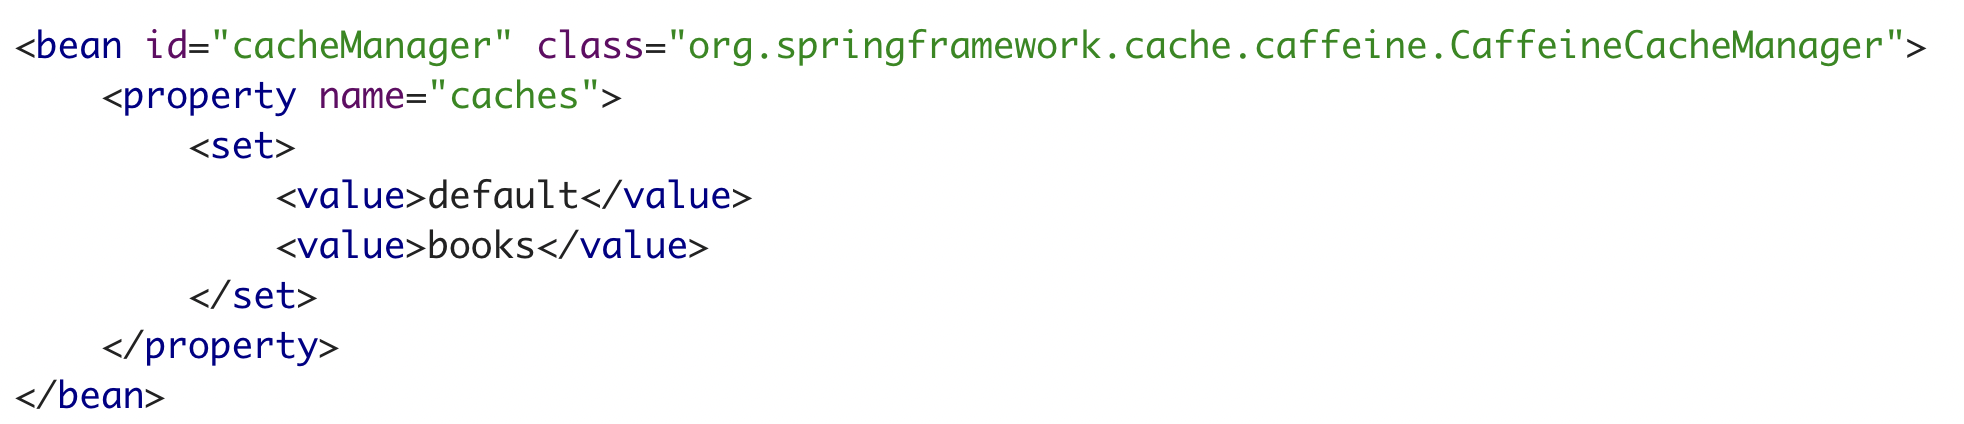 <bean id="cacheManager" class="org.springframework.cache.caffeine.CaffeineCacheManager">
    <property name="caches">
        <set>
            <value>default</value>
            <value>books</value>
        </set>
    </property>
</bean>